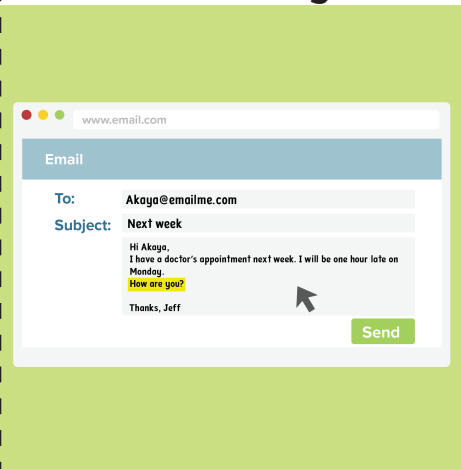 www.email.com
Email
To: Akaya@emailme.com
Subject: Next week
Hi Akaya,
I have a doctor's appointment next week. I will be one hour late on
Monday.
How are you?
Thanks, Jeff
Send